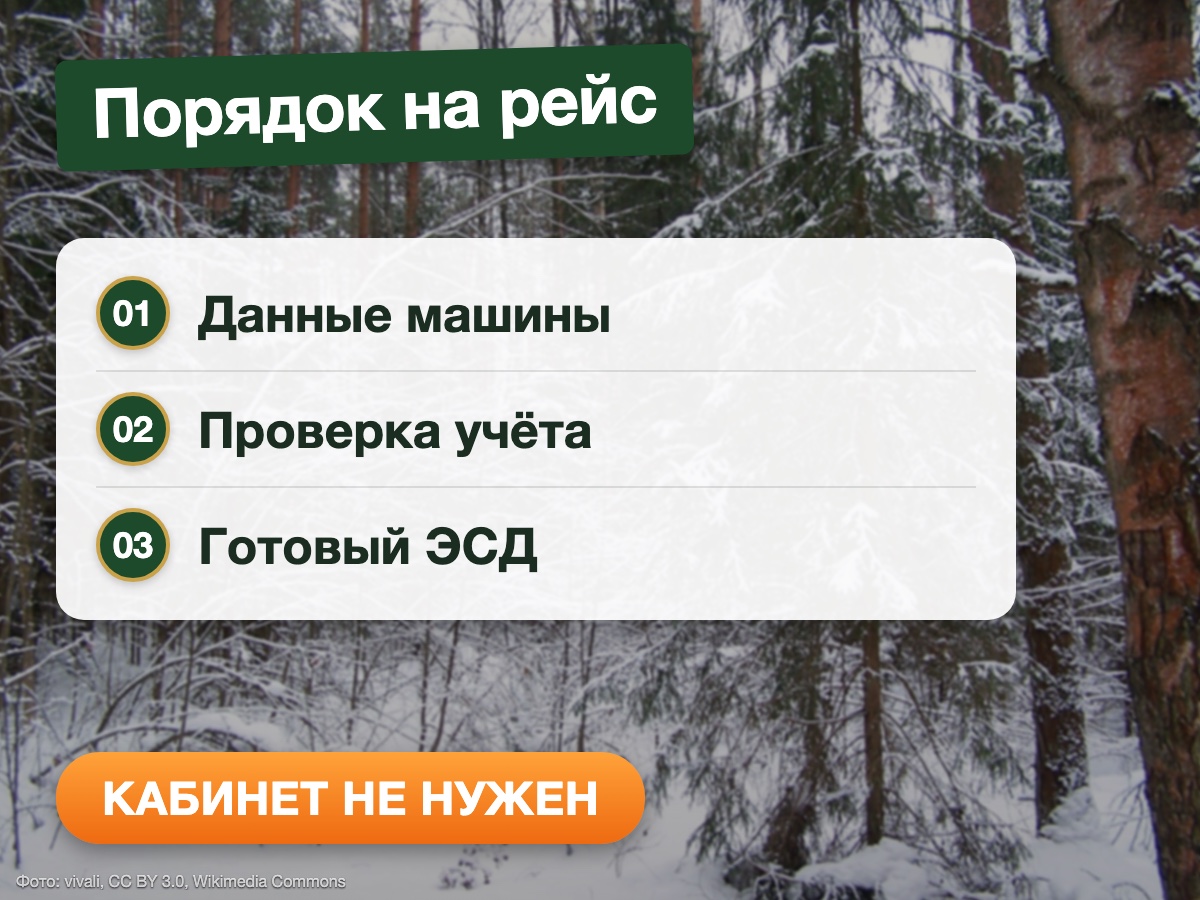 Порядок на рейс
01 Данные машины
02 Проверка учёта
03 Готовый ЭСД
КАБИНЕТ НЕ НУЖЕН
Фото: vivali, CC BY 3.0, Wikimedia Commons